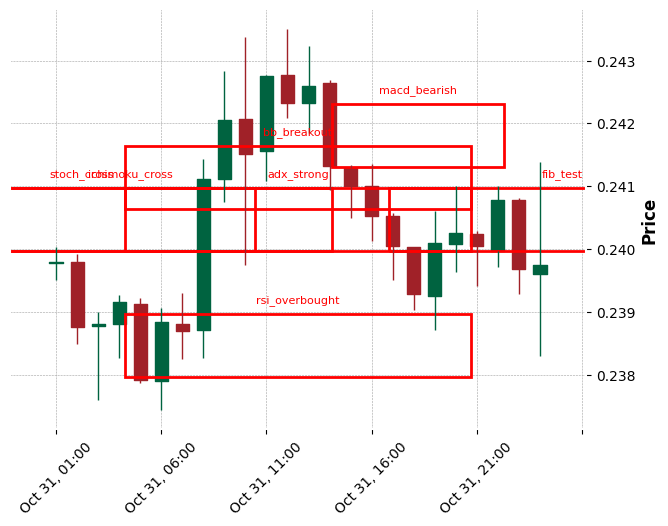 0.243
macd_bearish
0.242
stoch_cross
adx_strong
fib_test
0.241
Price
0.240
rsi_overbought
0.239
0.238
Oct 31, 01:00
Oct 31, 06:00
Oct 31, 11:00
Oct 31, 16:00
Oct 31, 21:00